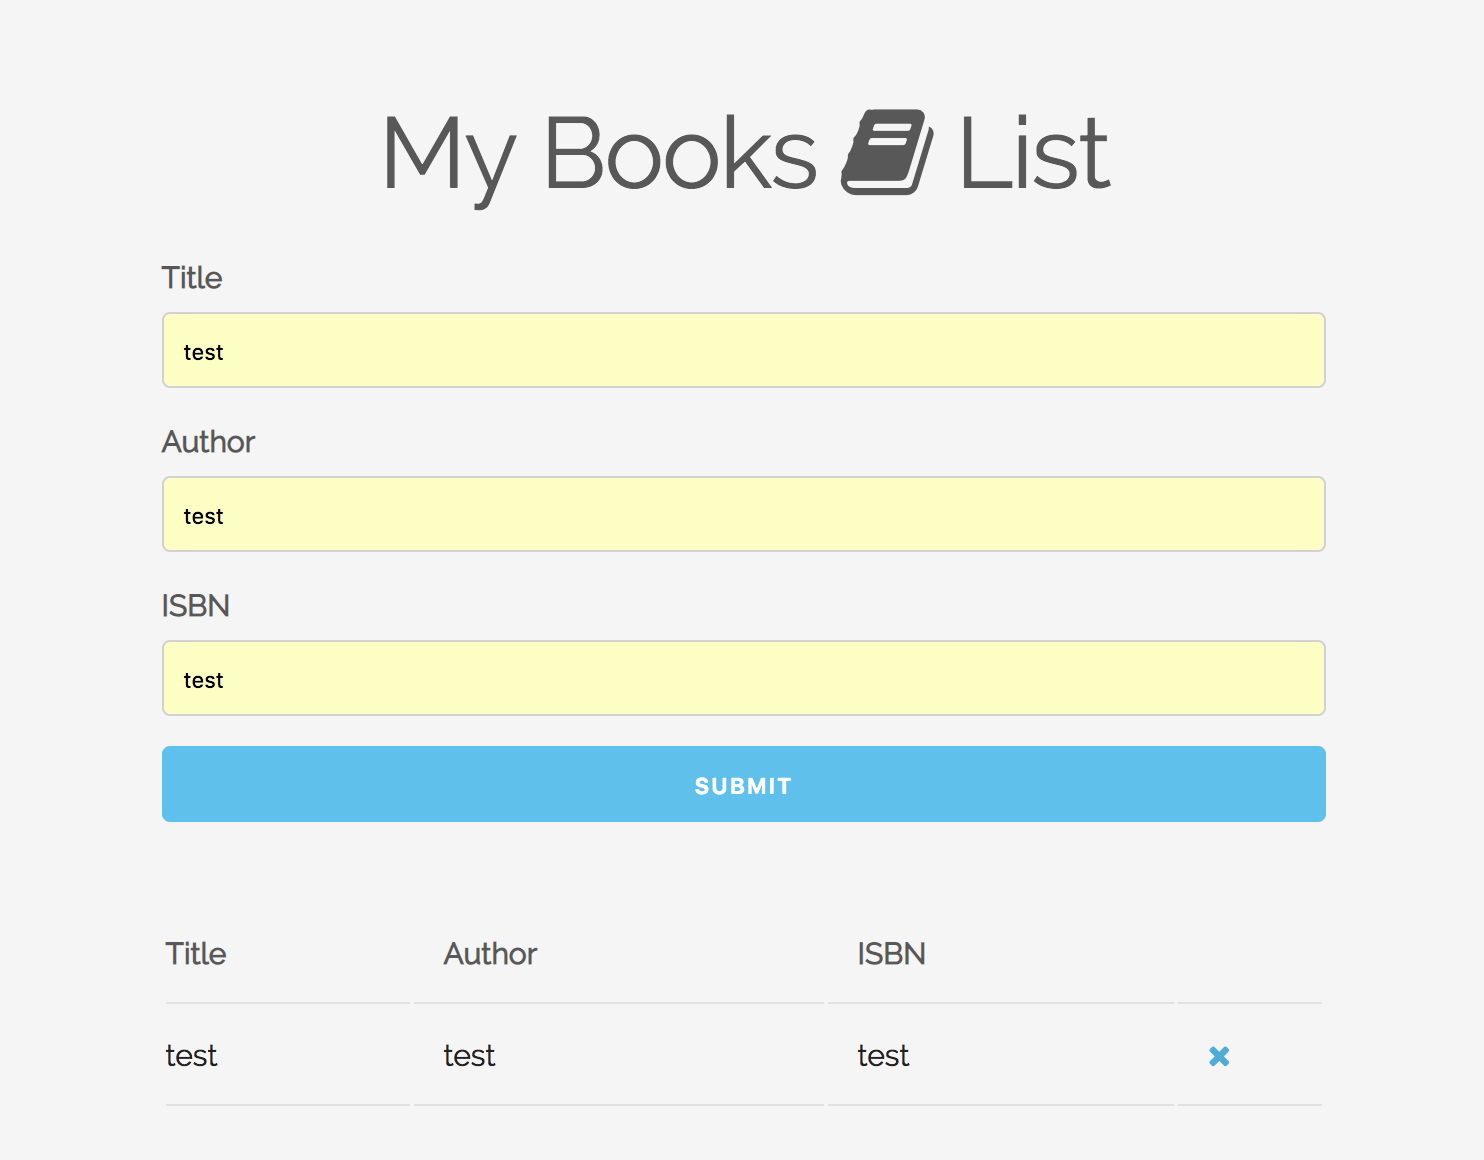 My Books List
Title
test
Author
test
ISBN
test
SUBMIT
Title Author ISBN
test test test